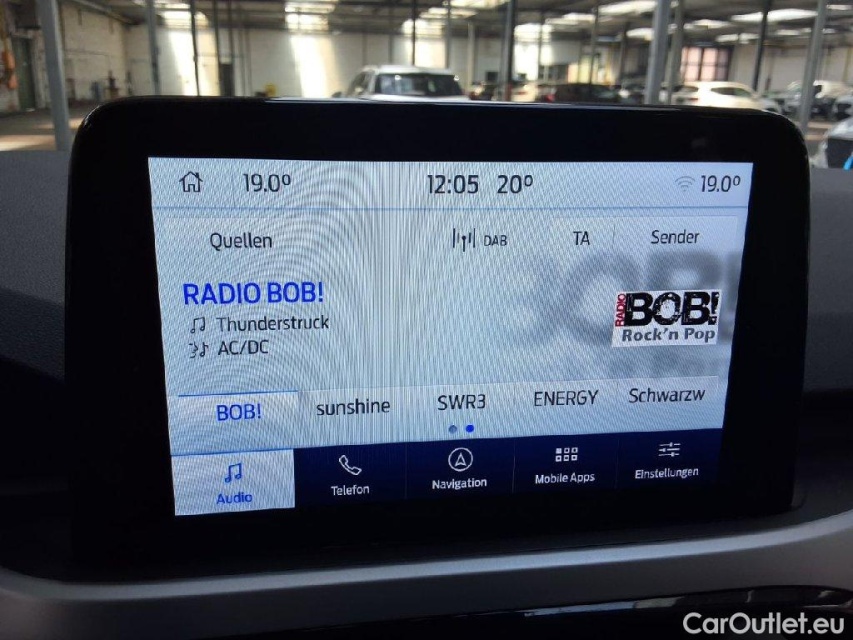 19.0° 12:05 20° 19.0°
Quellen DAB TA Sender
RADIO BOB!
Thunderstruck
AC/DC
RADIO BOB!
Rock'n Pop
BOB! sunshine SWR3 ENERGY Schwarzw
Audio Telefon Navigation Mobile Apps Einstellungen
CarOutlet.eu